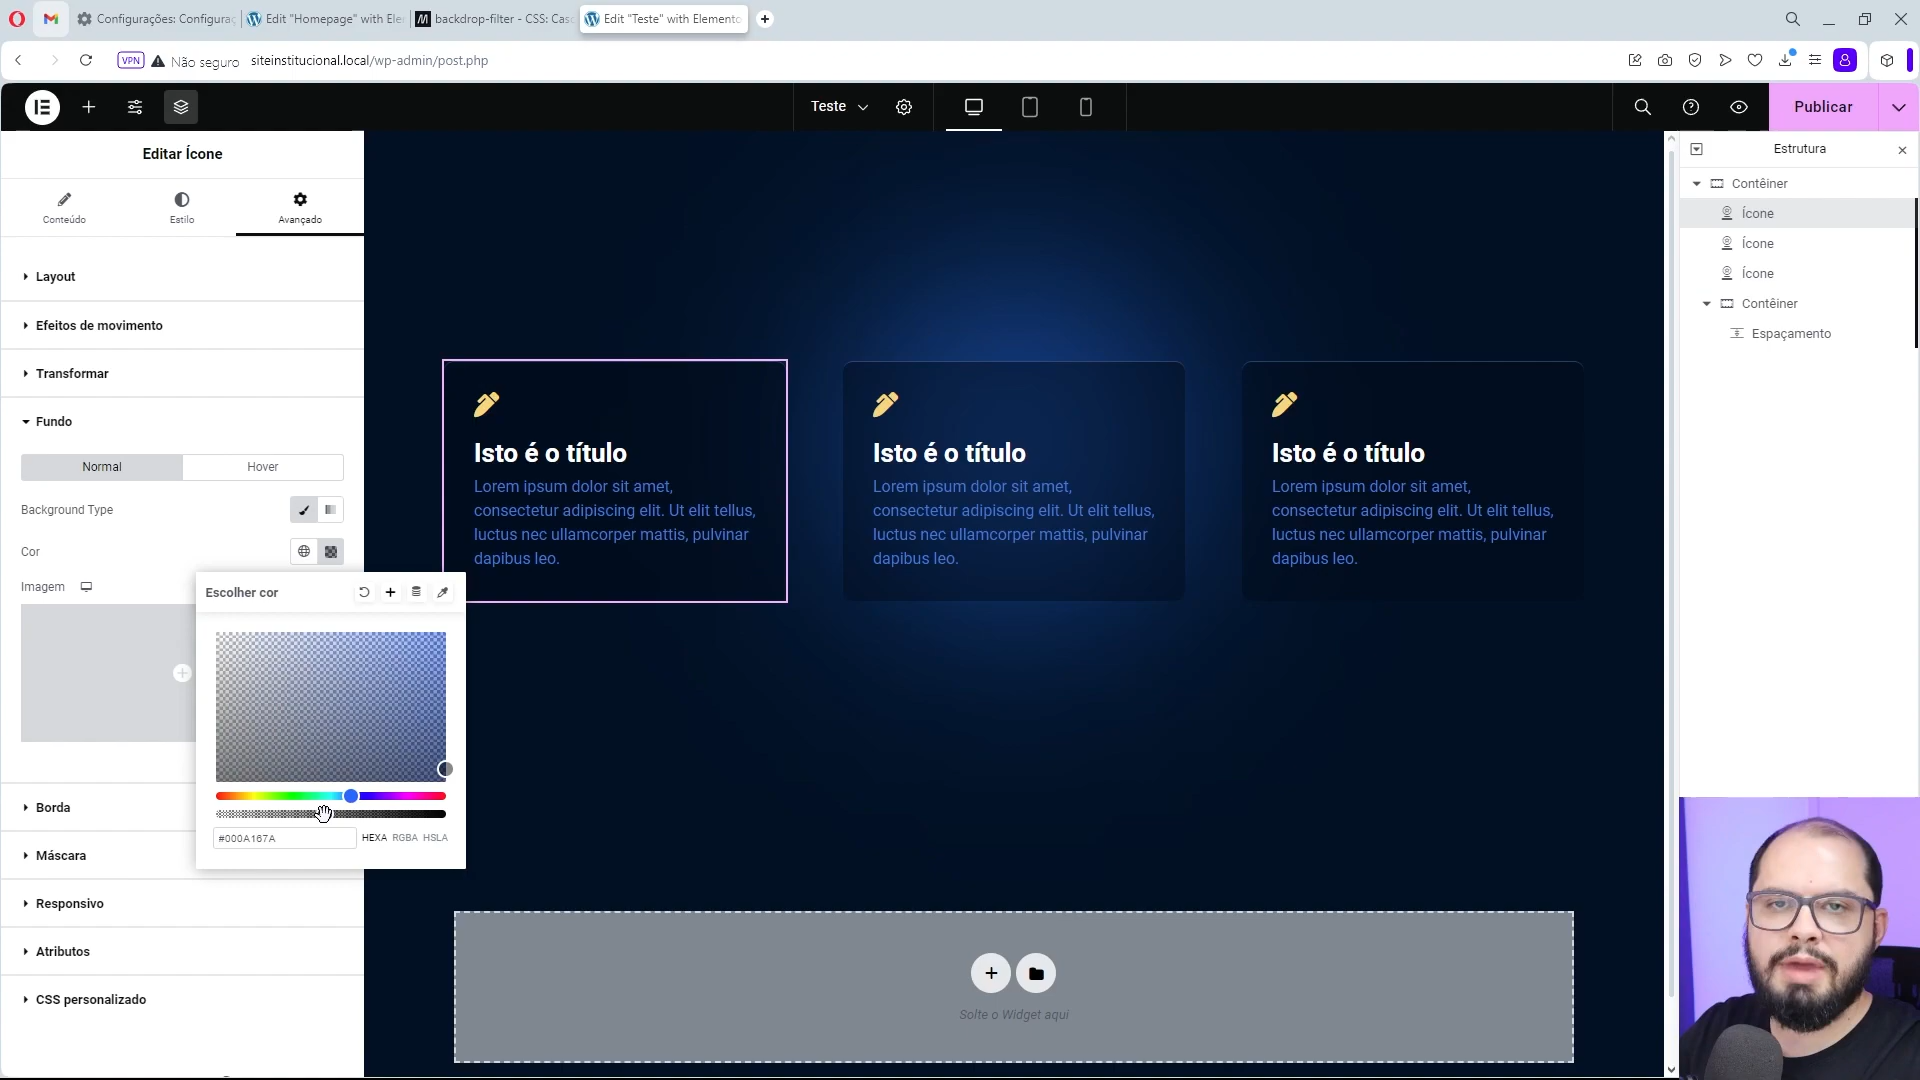 Configurações: Configuraç
Edit "Homepage" with Ele
backdrop-filter - CSS: Casc
Edit "Teste" with Elemento
VPN
Não seguro
siteinstitucional.local/wp-admin/post.php
Teste
Publicar
Editar Ícone
Conteúdo
Estilo
Avançado
Layout
Efeitos de movimento
Transformar
Fundo
Normal
Hover
Background Type
Cor
Imagem
Escolher cor
#000A167A
HEXA RGBA HSLA
Borda
Máscara
Responsivo
Atributos
CSS personalizado
Isto é o título
Lorem ipsum dolor sit amet,
consectetur adipiscing elit. Ut elit tellus,
luctus nec ullamcorper mattis, pulvinar
dapibus leo.
Isto é o título
Lorem ipsum dolor sit amet,
consectetur adipiscing elit. Ut elit tellus,
luctus nec ullamcorper mattis, pulvinar
dapibus leo.
Isto é o título
Lorem ipsum dolor sit amet,
consectetur adipiscing elit. Ut elit tellus,
luctus nec ullamcorper mattis, pulvinar
dapibus leo.
Solte o Widget aqui
Estrutura
Contêiner
Ícone
Ícone
Ícone
Contêiner
Espaçamento